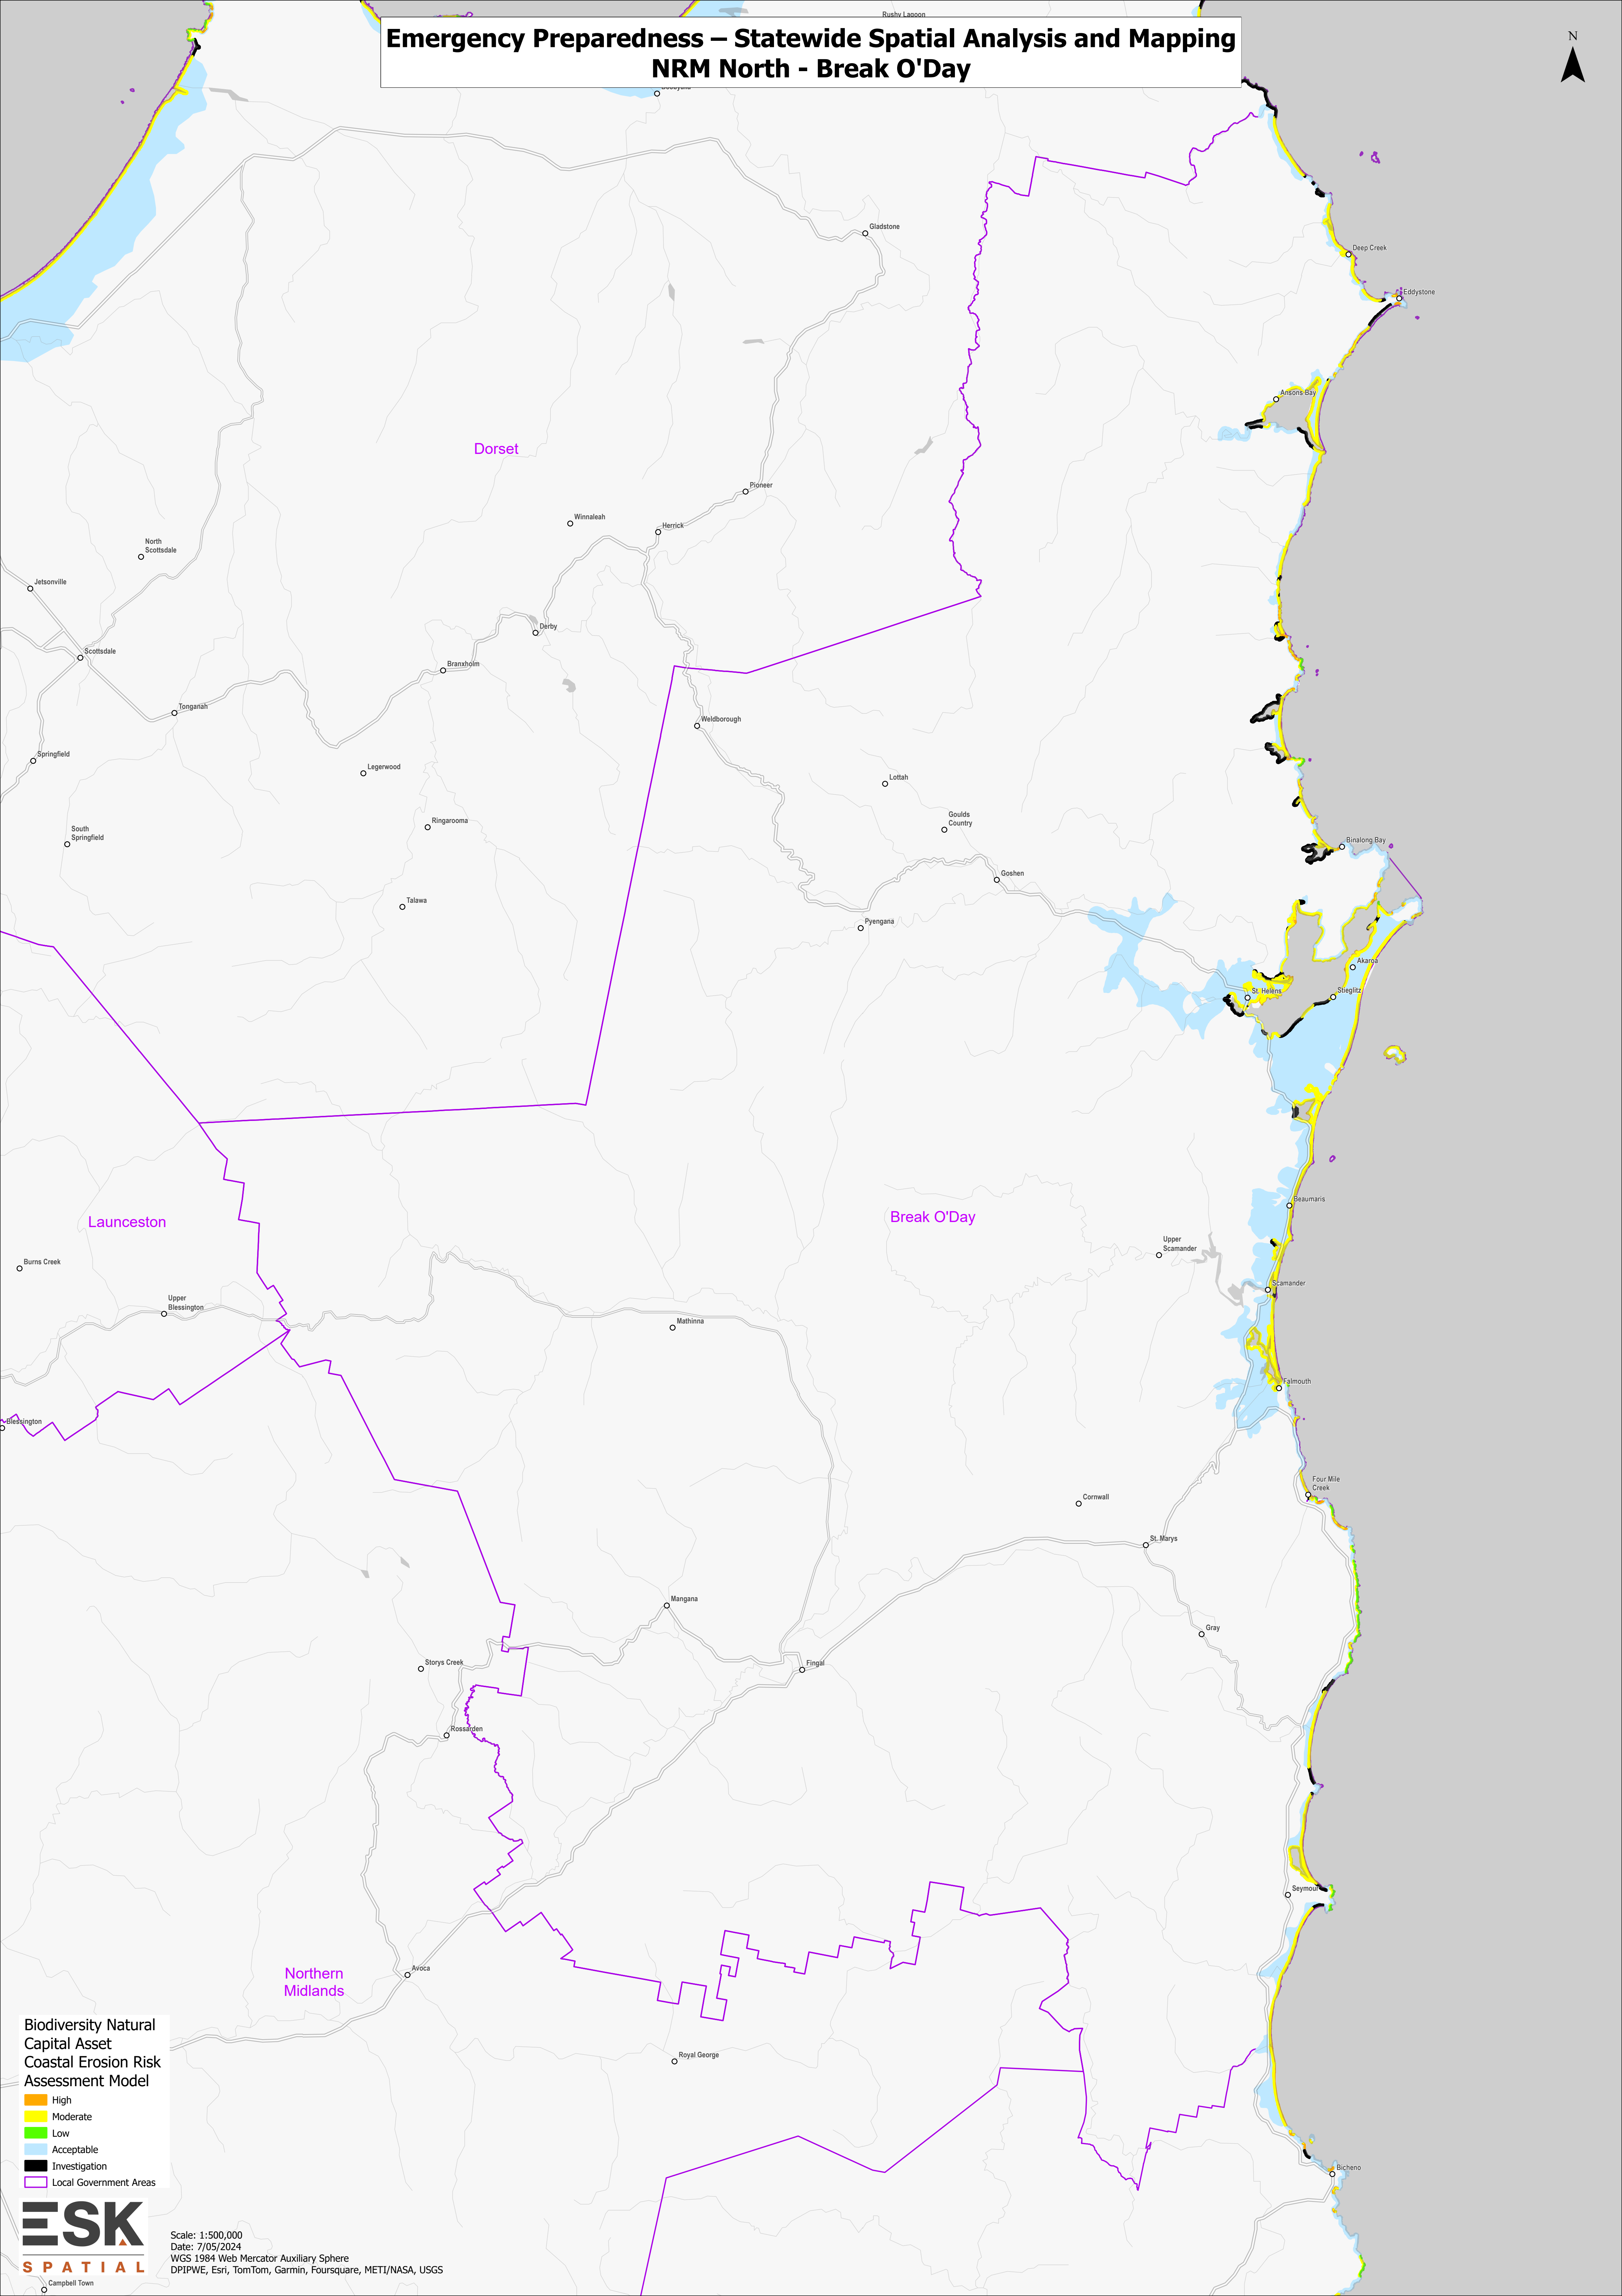 Rushy Lagoon
Emergency Preparedness – Statewide Spatial Analysis and Mapping
NRM North - Break O'Day
N
Gladstone
Deep Creek
Eddystone
Ansons Bay
Dorset
Pioneer
Winnaleah
Herrick
North
Scottsdale
Jetsonville
Derby
Scottsdale
Branxholm
Tonganah
Weldborough
Springfield
Legerwood
Lottah
Ringarooma
Goulds
Country
South
Springfield
Binalong Bay
Goshen
Talawa
Pyengana
Akaroa
St. Helens
Stieglitz
Beaumaris
Launceston
Break O'Day
Upper
Scamander
Burns Creek
Scamander
Upper
Blessington
Mathinna
Falmouth
Blessington
Four Mile
Creek
Cornwall
St. Marys
Mangana
Gray
Storys Creek
Fingal
Rossarden
Seymour
Avoca
Northern
Midlands
Royal George
Bicheno
Biodiversity Natural
Capital Asset
Coastal Erosion Risk
Assessment Model
High
Moderate
Low
Acceptable
Investigation
Local Government Areas
ESK
SPATIAL
Scale: 1:500,000
Date: 7/05/2024
WGS 1984 Web Mercator Auxiliary Sphere
DPIPWE, Esri, TomTom, Garmin, Foursquare, METI/NASA, USGS
Campbell Town